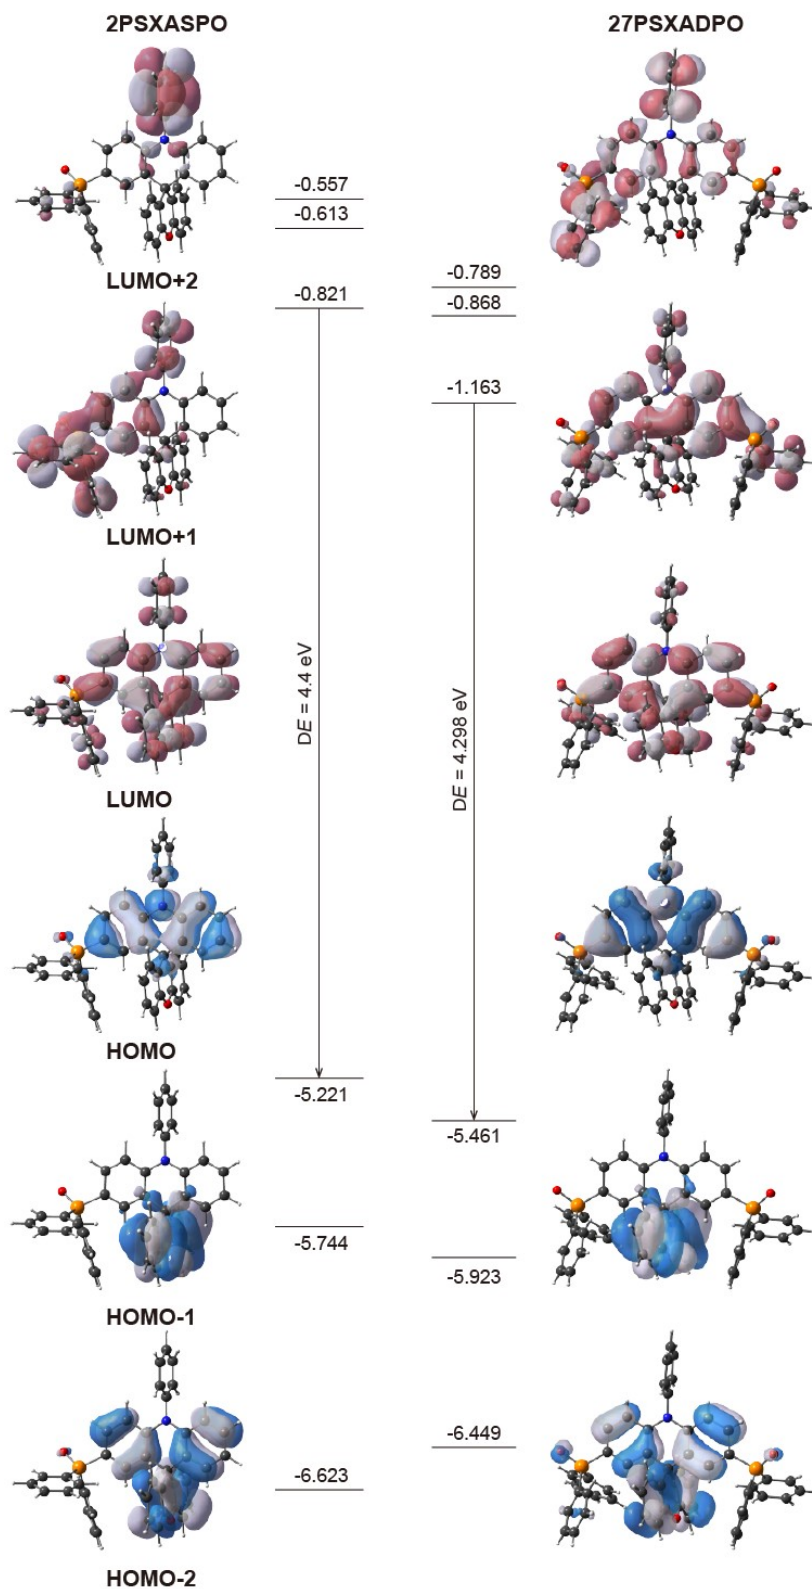 2PSXASPO
27PSXADPO
-0.557
-0.613
LUMO+2
-0.789
-0.821
-0.868
-1.163
LUMO+1
DE = 4.4 eV
DE = 4.298 eV
LUMO
HOMO
-5.221
-5.461
-5.744
-5.923
HOMO-1
-6.449
-6.623
HOMO-2